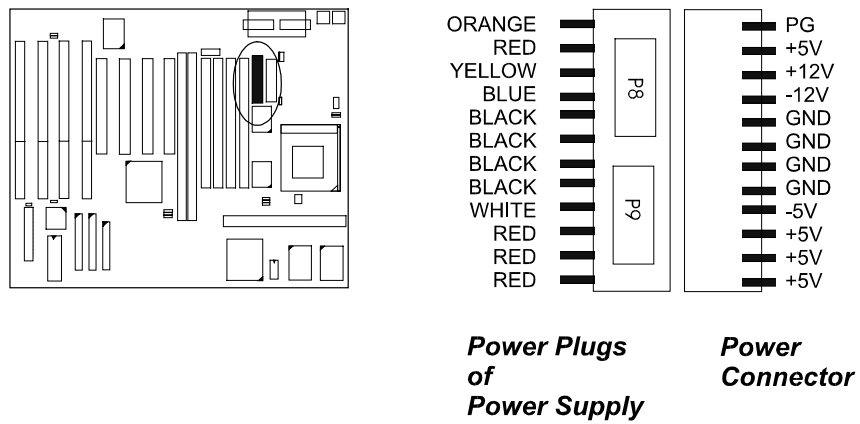 ORANGE
RED
YELLOW
BLUE
BLACK
BLACK
BLACK
BLACK
WHITE
RED
RED
RED
P8
P9
PG
+5V
+12V
-12V
GND
GND
GND
GND
-5V
+5V
+5V
+5V
Power Plugs
of
Power Supply
Power
Connector